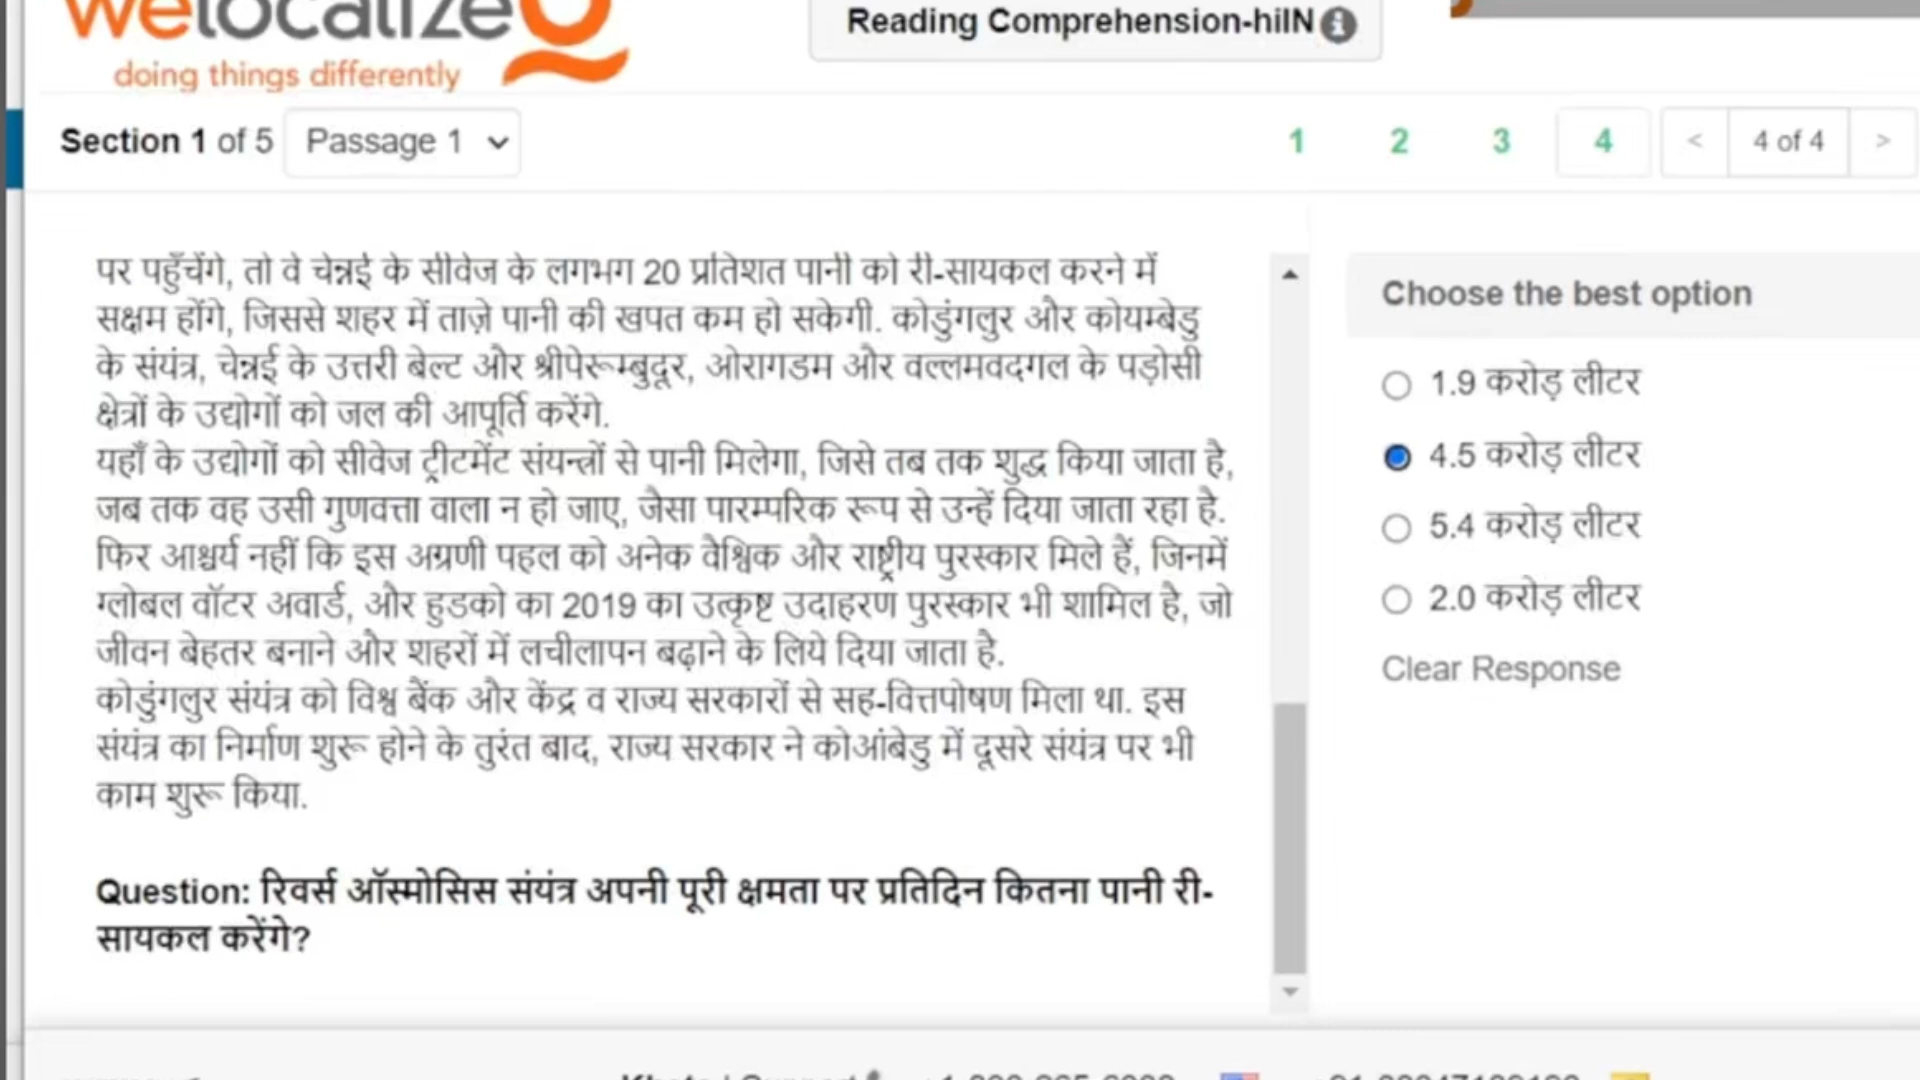 welocalize
doing things differently
Reading Comprehension-hiIN
Section 1 of 5
Passage 1
1
2
3
4
<
4 of 4
>
पर पहुँचेंगे, तो वे चेन्नई के सीवेज के लगभग 20 प्रतिशत पानी को री-सायकल करने में
सक्षम होंगे, जिससे शहर में ताज़े पानी की खपत कम हो सकेगी. कोडुंगलुर और कोयम्बेडु
के संयंत्र, चेन्नई के उत्तरी बेल्ट और श्रीपेरूम्बुदूर, ओरागडम और वल्लमवदगल के पड़ोसी
क्षेत्रों के उद्योगों को जल की आपूर्ति करेंगे.
यहाँ के उद्योगों को सीवेज ट्रीटमेंट संयन्त्रों से पानी मिलेगा, जिसे तब तक शुद्ध किया जाता है,
जब तक वह उसी गुणवत्ता वाला न हो जाए, जैसा पारम्परिक रूप से उन्हें दिया जाता रहा है.
फिर आश्चर्य नहीं कि इस अग्रणी पहल को अनेक वैश्विक और राष्ट्रीय पुरस्कार मिले हैं, जिनमें
ग्लोबल वॉटर अवार्ड, और हुडको का 2019 का उत्कृष्ट उदाहरण पुरस्कार भी शामिल है, जो
जीवन बेहतर बनाने और शहरों में लचीलापन बढ़ाने के लिये दिया जाता है.
कोडुंगलुर संयंत्र को विश्व बैंक और केंद्र व राज्य सरकारों से सह-वित्तपोषण मिला था. इस
संयंत्र का निर्माण शुरू होने के तुरंत बाद, राज्य सरकार ने कोआंबेडु में दूसरे संयंत्र पर भी
काम शुरू किया.
Question: रिवर्स ऑस्मोसिस संयंत्र अपनी पूरी क्षमता पर प्रतिदिन कितना पानी री-
सायकल करेंगे?
Choose the best option
1.9 करोड़ लीटर
4.5 करोड़ लीटर
5.4 करोड़ लीटर
2.0 करोड़ लीटर
Clear Response